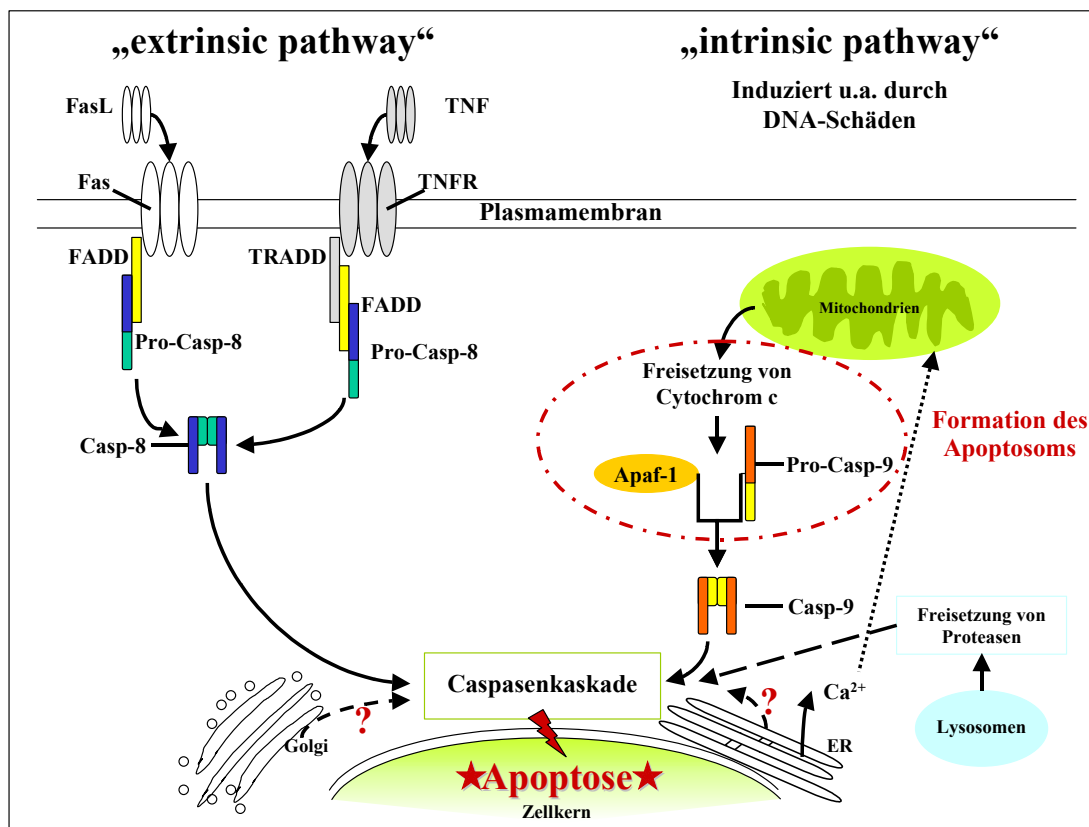 „extrinsic pathway“
„intrinsic pathway“
FasL
TNF
Induziert u.a. durch
DNA-Schäden
Fas
TNFR
Plasmamembran
FADD
TRADD
FADD
Pro-Casp-8
Pro-Casp-8
Mitochondrien
Freisetzung von
Cytochrom c
Formation des
Apoptosoms
Casp-8
Apaf-1
Pro-Casp-9
Casp-9
Freisetzung von
Proteasen
Caspasenkaskade
?
?
Ca²⁺
Golgi
ER
Lysosomen
Apoptose
Zellkern